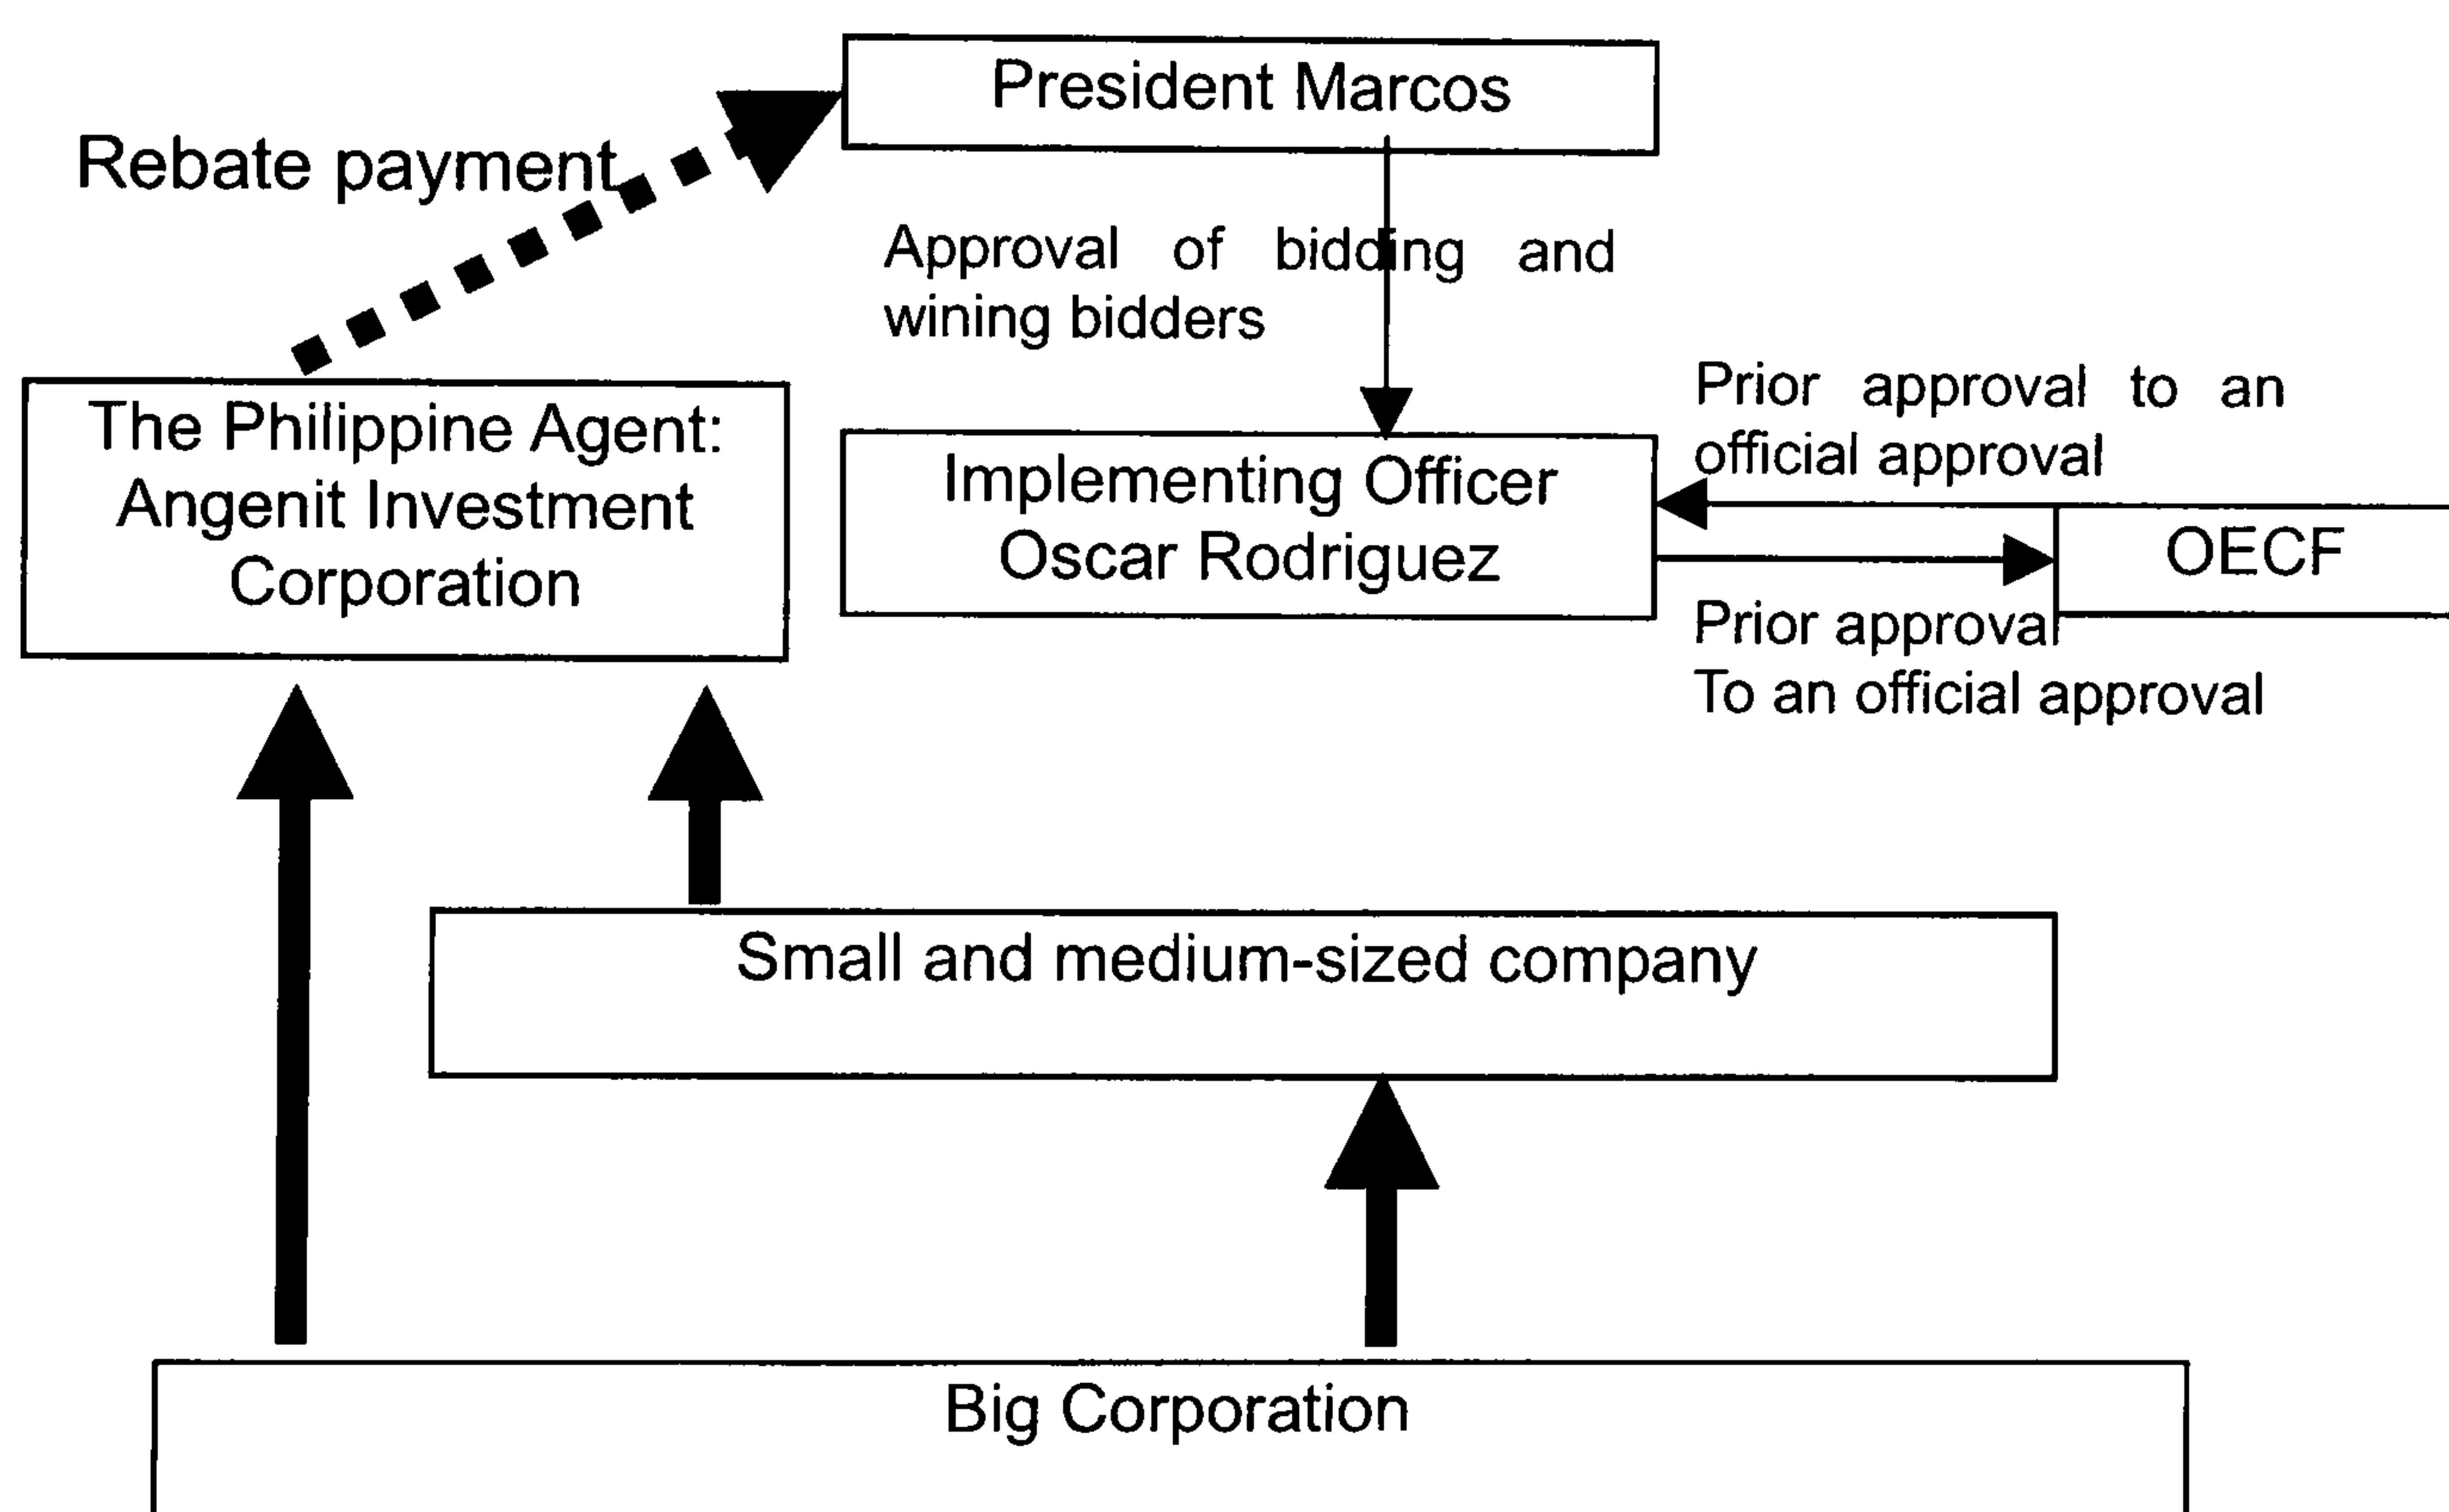 President Marcos
Rebate payment
Approval of bidding and
wining bidders
Prior approval to an
official approval
The Philippine Agent:
Angenit Investment
Corporation
Implementing Officer
Oscar Rodriguez
OECF
Prior approval
To an official approval
Small and medium-sized company
Big Corporation